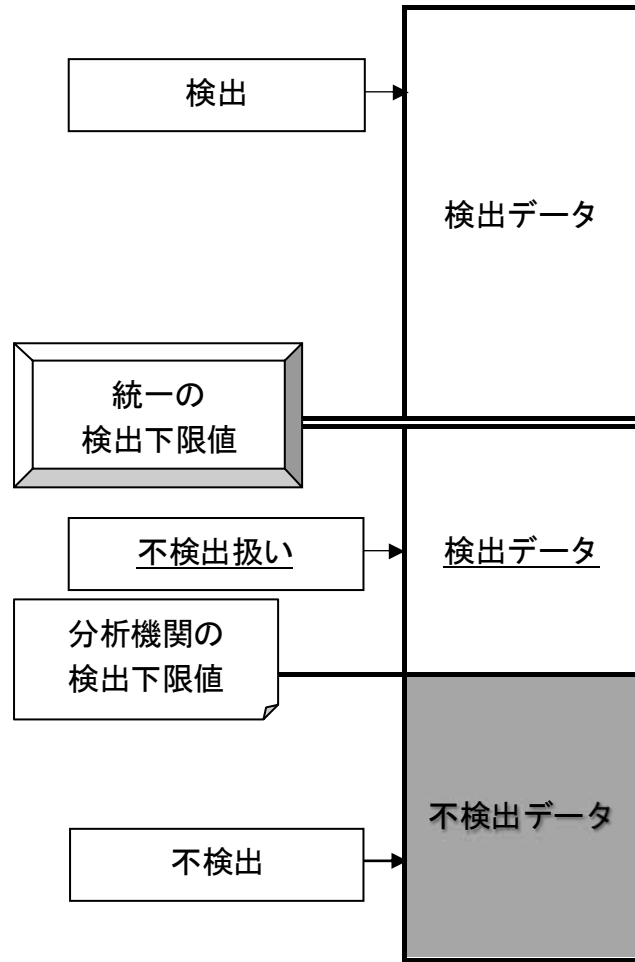 検出
検出データ
統一の
検出下限値
不検出扱い
検出データ
分析機関の
検出下限値
不検出データ
不検出